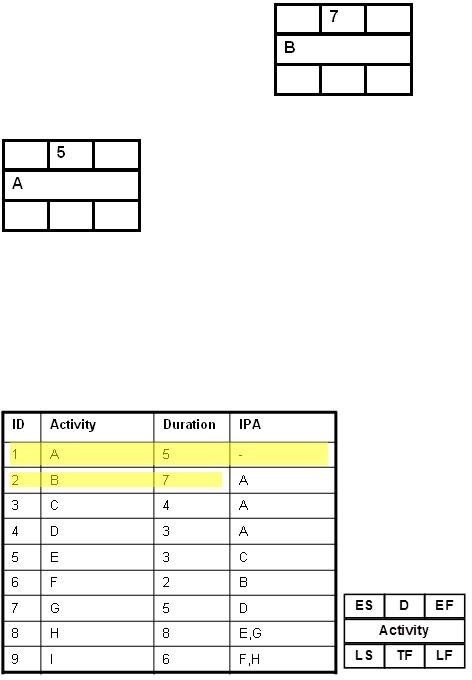 7
B
5
A
ID Activity Duration IPA
1 A 5 -
2 B 7 A
3 C 4 A
4 D 3 A
5 E 3 C
6 F 2 B
7 G 5 D
8 H 8 E,G
9 I 6 F,H
ES D EF
Activity
LS TF LF